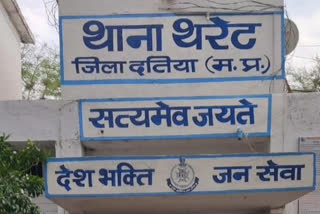 थाना थरेट
जिला दतिया (म.प्र.)
सत्यमेव जयते
देश भक्ति जन सेवा